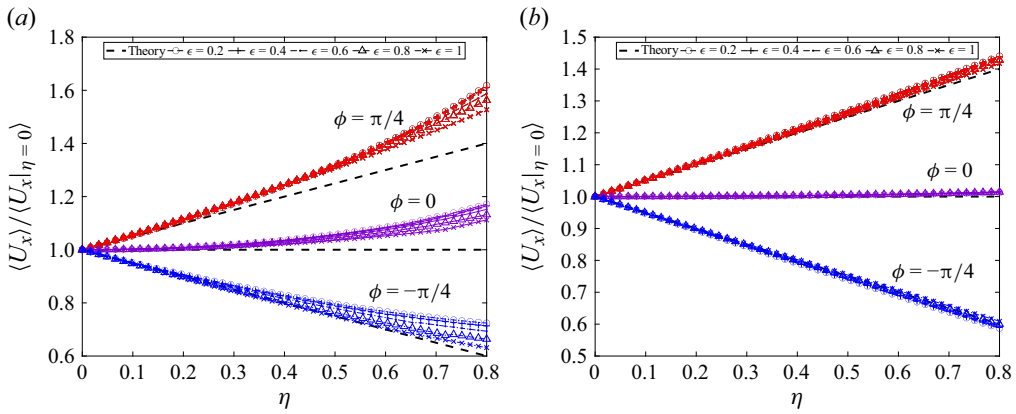 (a)
1.8
1.6
1.4
1.2
1.0
0.8
0.6
⟨U_x⟩/⟨U_x|η = 0⟩
Theory ϵ = 0.2 ϵ = 0.4 ϵ = 0.6 ϵ = 0.8 ϵ = 1
ϕ = π/4
ϕ = 0
ϕ = −π/4
0 0.1 0.2 0.3 0.4 0.5 0.6 0.7 0.8
η
(b)
1.5
1.4
1.3
1.2
1.1
1.0
0.9
0.8
0.7
0.6
0.5
⟨U_x⟩/⟨U_x|η = 0⟩
Theory ϵ = 0.2 ϵ = 0.4 ϵ = 0.6 ϵ = 0.8 ϵ = 1
ϕ = π/4
ϕ = 0
ϕ = −π/4
0 0.1 0.2 0.3 0.4 0.5 0.6 0.7 0.8
η